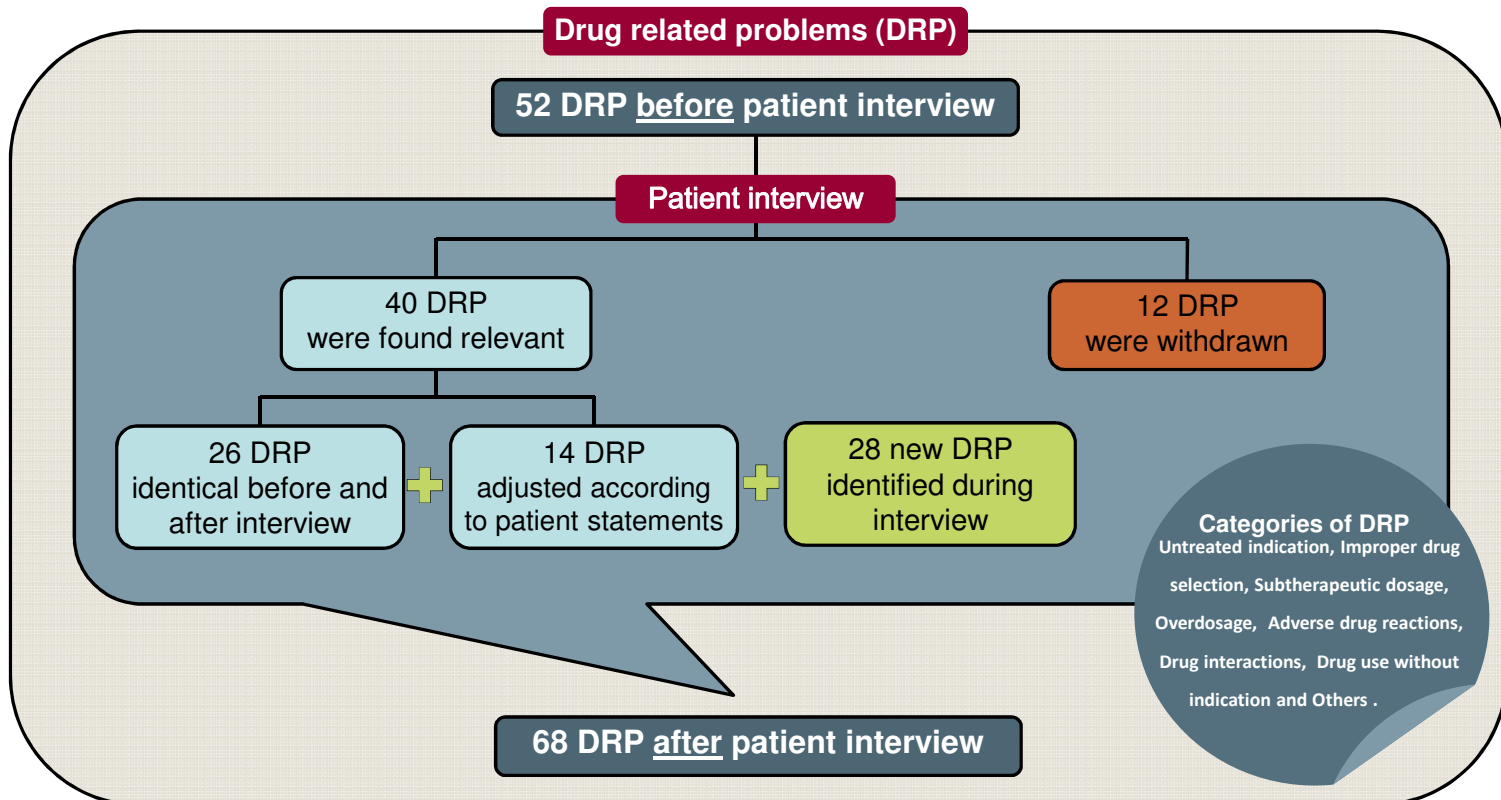 Drug related problems (DRP)
52 DRP before patient interview
Patient interview
40 DRP
were found relevant
12 DRP
were withdrawn
26 DRP
identical before and
after interview
14 DRP
adjusted according
to patient statements
28 new DRP
identified during
interview
Categories of DRP
Untreated indication, Improper drug
selection, Subtherapeutic dosage,
Overdosage, Adverse drug reactions,
Drug interactions, Drug use without
indication and Others .
68 DRP after patient interview